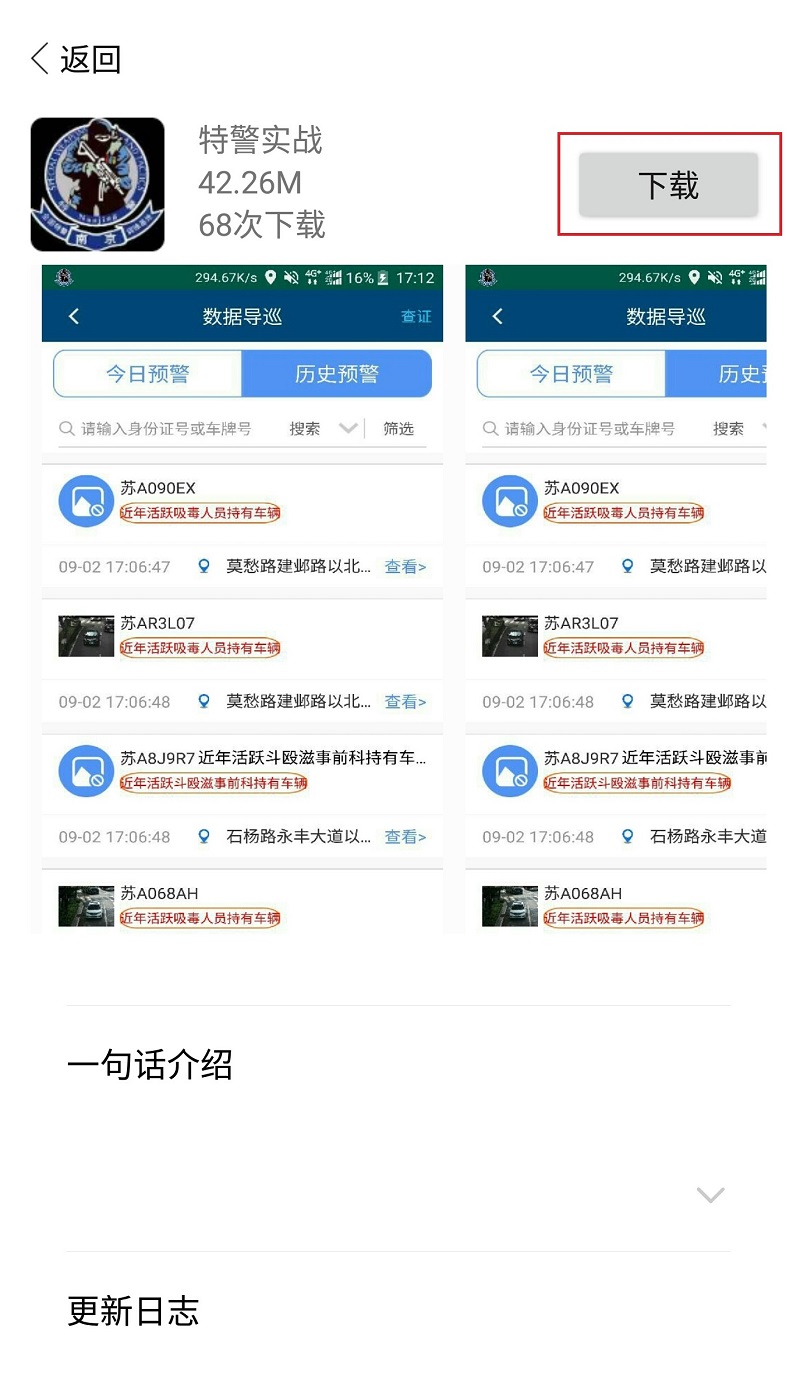 返回
特警实战
42.26M
68次下载
下载
294.67K/s 4G+ 16% 17:12
数据导巡
查证
今日预警
历史预警
请输入身份证号或车牌号
搜索
筛选
苏A090EX
近年活跃吸毒人员持有车辆
09-02 17:06:47
莫愁路建邺路以北...
查看>
苏AR3L07
近年活跃吸毒人员持有车辆
09-02 17:06:48
莫愁路建邺路以北...
查看>
苏A8J9R7 近年活跃斗殴滋事前科持有车...
近年活跃斗殴滋事前科持有车辆
09-02 17:06:48
石杨路永丰大道以...
查看>
苏A068AH
近年活跃吸毒人员持有车辆
294.67K/s 4G+
数据导巡
今日预警
历史
请输入身份证号或车牌号
搜索
苏A090EX
近年活跃吸毒人员持有车辆
09-02 17:06:47
莫愁路建邺路以
苏AR3L07
近年活跃吸毒人员持有车辆
09-02 17:06:48
莫愁路建邺路以
苏A8J9R7 近年活跃斗殴滋事前
近年活跃斗殴滋事前科持有车辆
09-02 17:06:48
石杨路永丰大道
苏A068AH
近年活跃吸毒人员持有车辆
一句话介绍
更新日志